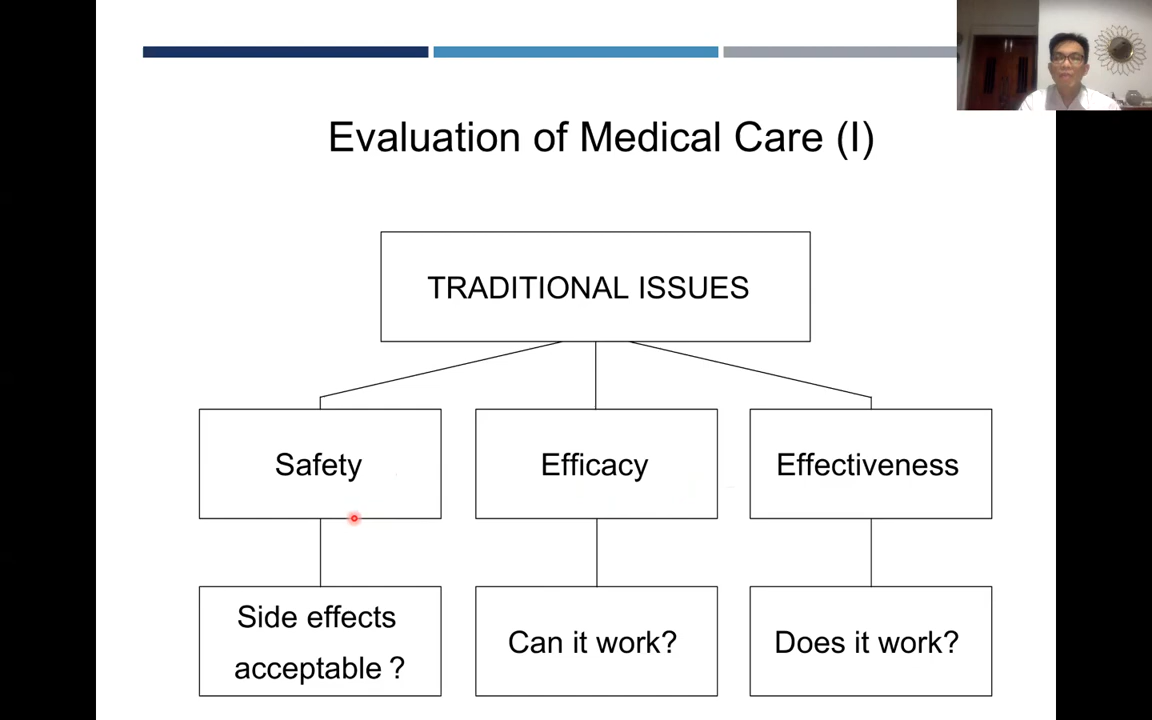 Evaluation of Medical Care (I)
TRADITIONAL ISSUES
Safety
Efficacy
Effectiveness
Side effects
acceptable ?
Can it work?
Does it work?